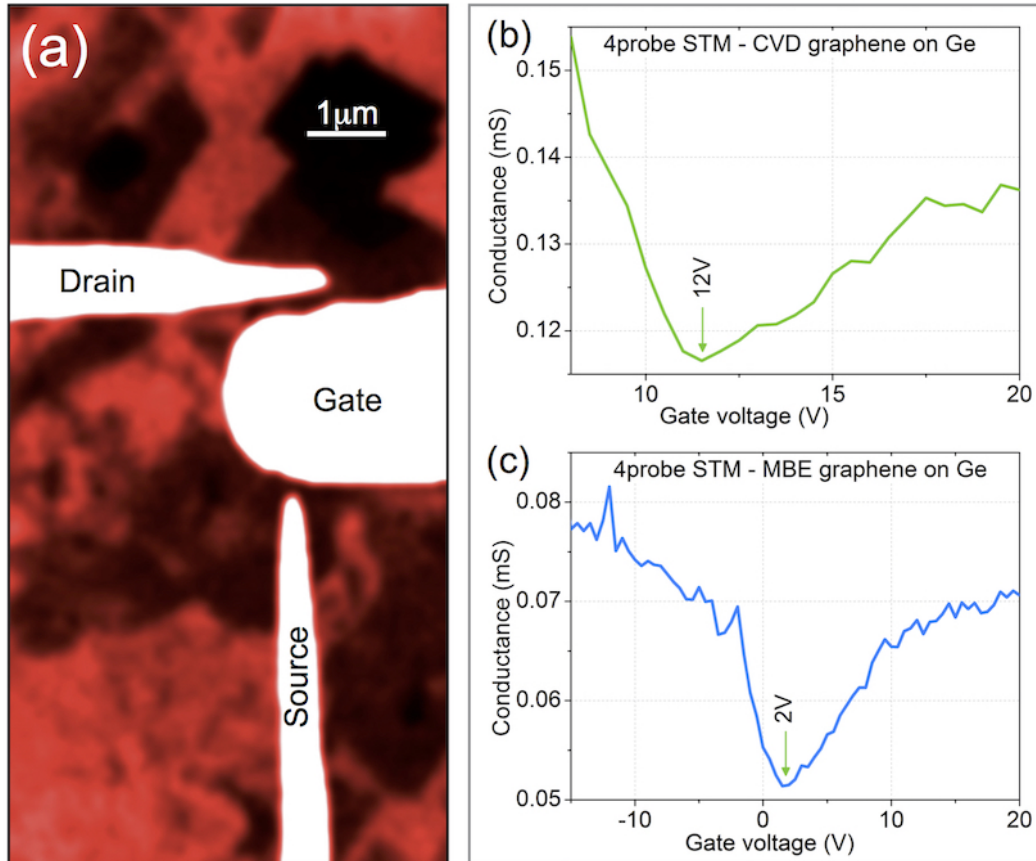 (a)
1μm
Drain
Gate
Source
(b)
4probe STM - CVD graphene on Ge
0.15
0.14
0.13
0.12
Conductance (mS)
12V
10
15
20
Gate voltage (V)
(c)
4probe STM - MBE graphene on Ge
0.08
0.07
0.06
0.05
Conductance (mS)
2V
-10
0
10
20
Gate voltage (V)